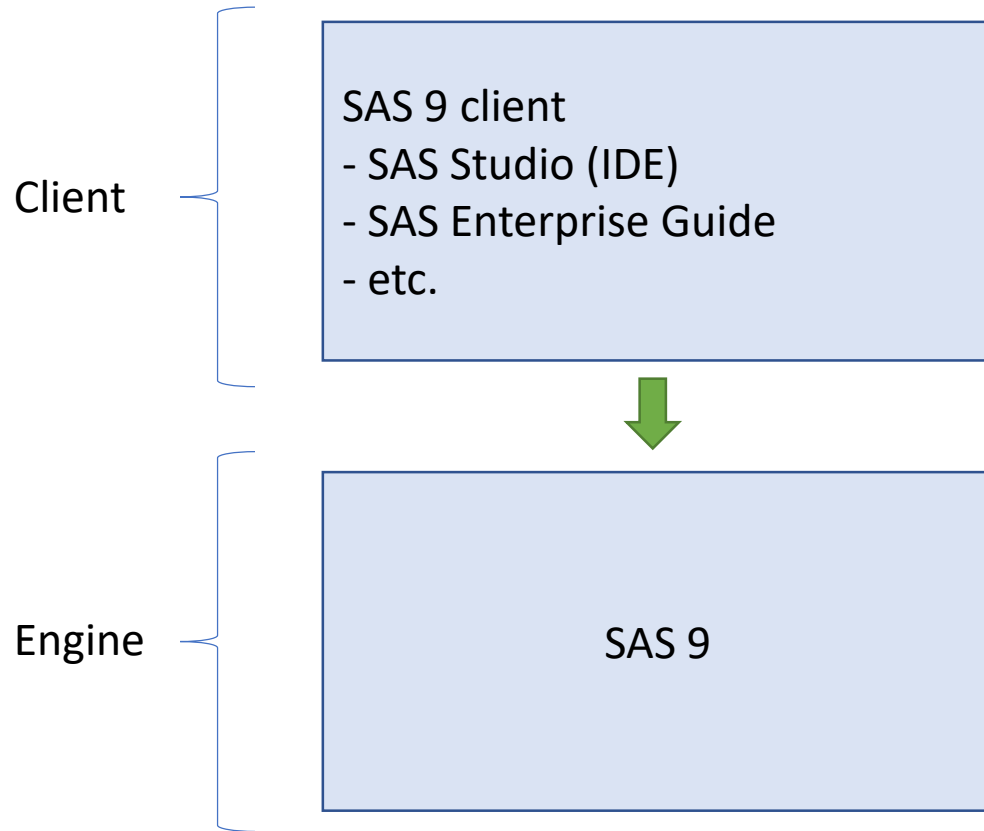 Client
SAS 9 client
- SAS Studio (IDE)
- SAS Enterprise Guide
- etc.
Engine
SAS 9